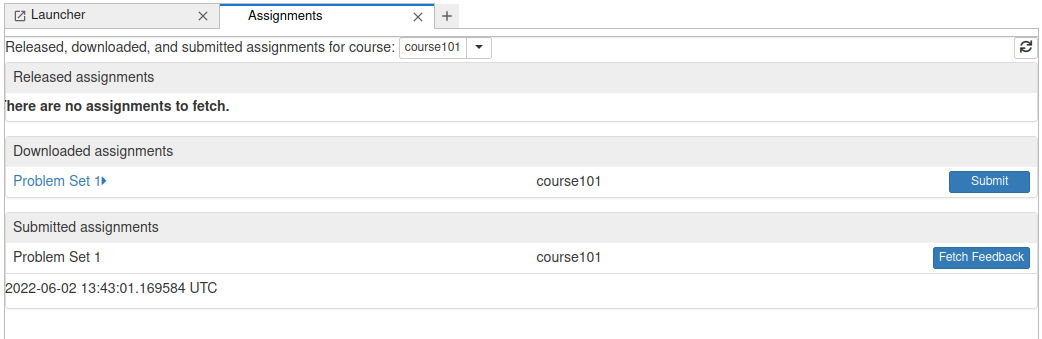 Launcher
Assignments
Released, downloaded, and submitted assignments for course: course101
Released assignments
here are no assignments to fetch.
Downloaded assignments
Problem Set 1 course101 Submit
Submitted assignments
Problem Set 1 course101 Fetch Feedback
2022-06-02 13:43:01.169584 UTC